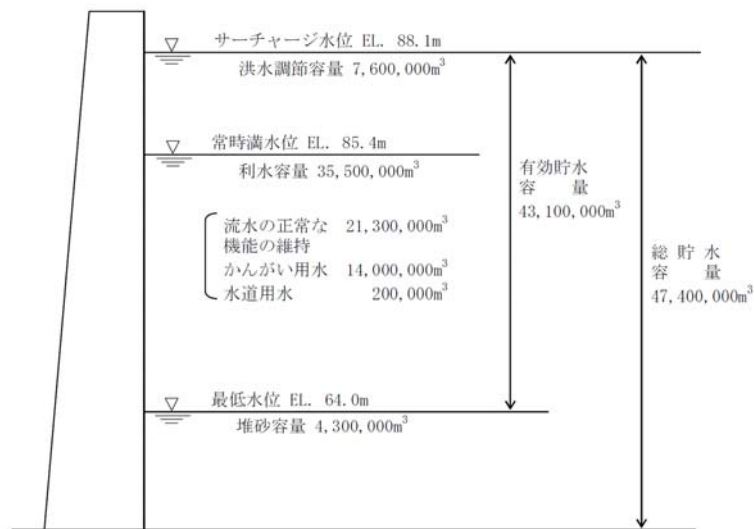 サーチャージ水位 EL. 88.1m
洪水調節容量 7,600,000m³
常時満水位 EL. 85.4m
利水容量 35,500,000m³
流水の正常な 21,300,000m³
機能の維持
かんがい用水 14,000,000m³
水道用水 200,000m³
最低水位 EL. 64.0m
堆砂容量 4,300,000m³
有効貯水
容量
43,100,000m³
総貯水
容量
47,400,000m³